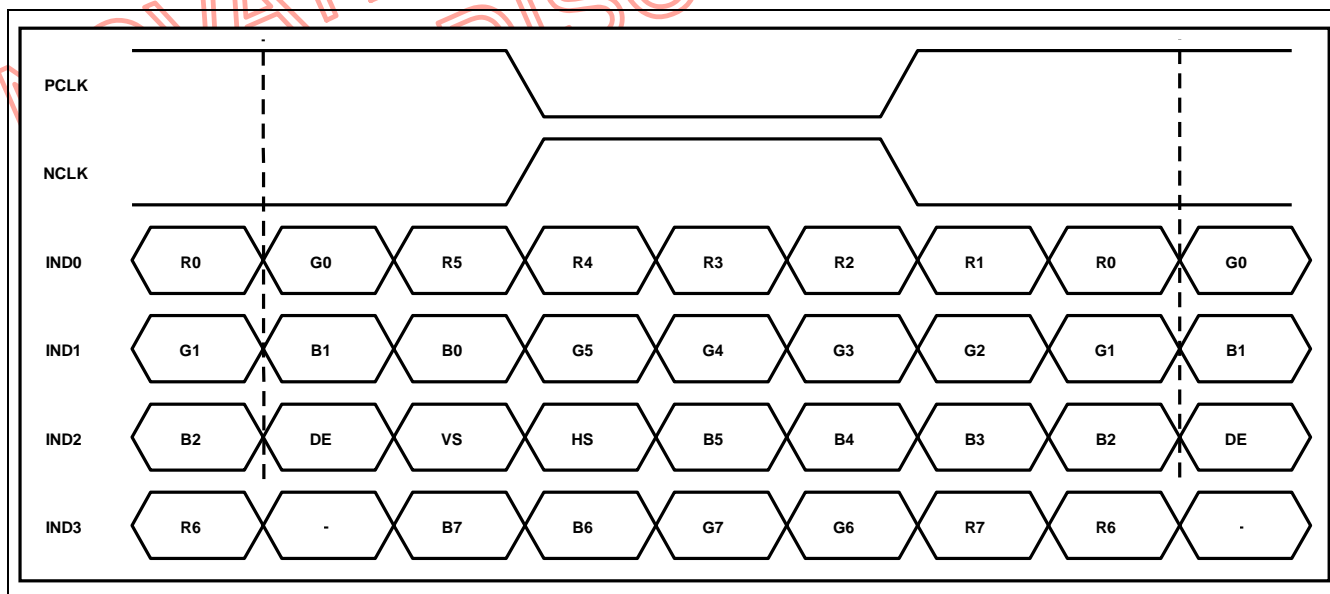 PCLK
NCLK
IND0 R0 G0 R5 R4 R3 R2 R1 R0 G0
IND1 G1 B1 B0 G5 G4 G3 G2 G1 B1
IND2 B2 DE VS HS B5 B4 B3 B2 DE
IND3 R6 - B7 B6 G7 G6 R7 R6 -